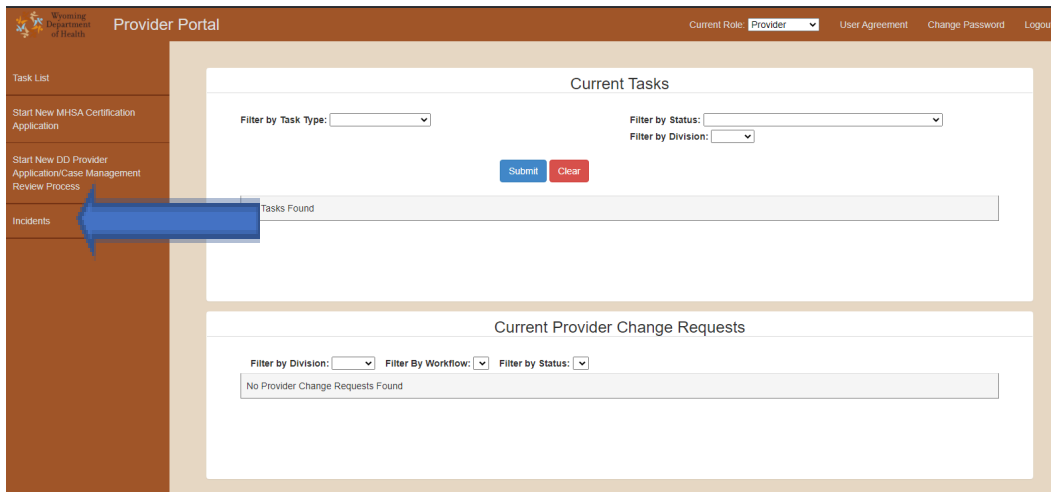 Wyoming
Department
of Health
Provider Portal
Current Role: Provider
User Agreement
Change Password
Logou
Task List
Start New MHSA Certification
Application
Start New DD Provider
Application/Case Management
Review Process
Incidents
Current Tasks
Filter by Task Type:
Filter by Status:
Filter by Division:
Submit
Clear
Tasks Found
Current Provider Change Requests
Filter by Division:
Filter By Workflow:
Filter by Status:
No Provider Change Requests Found